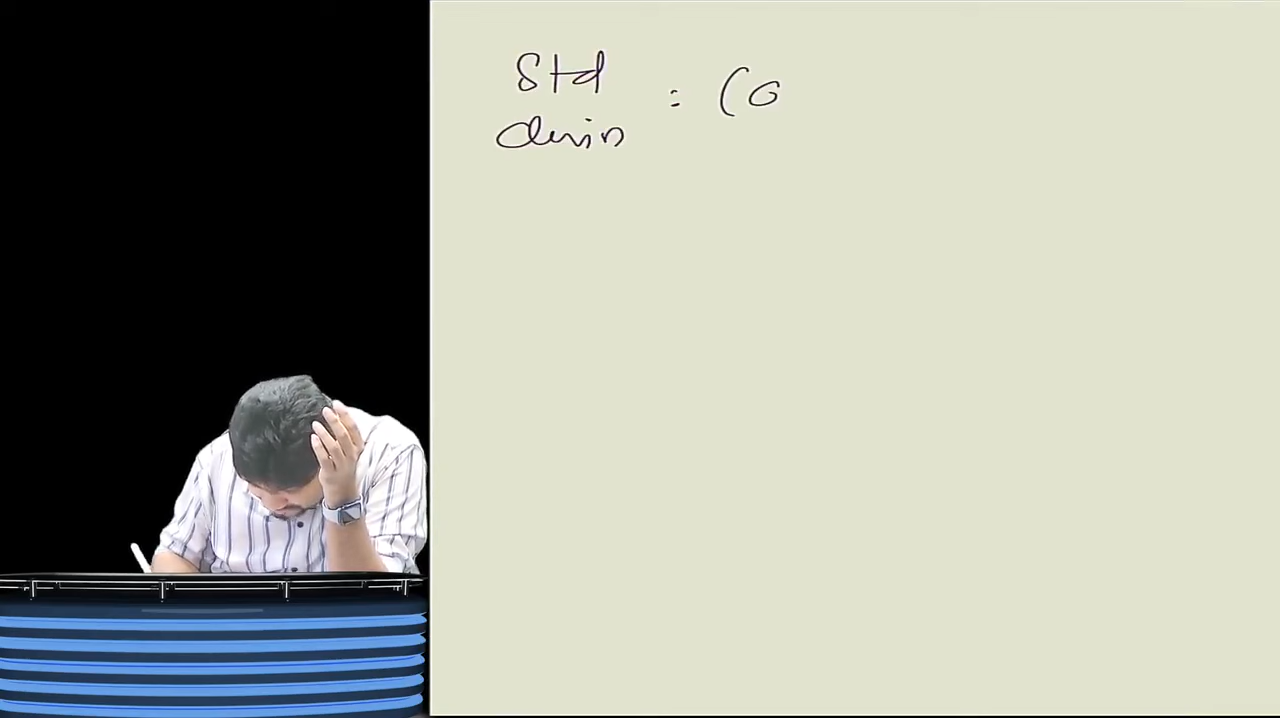 Std
devin : (σ